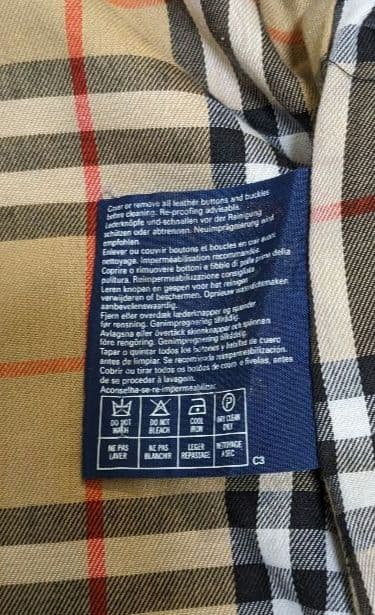 Cover or remove all leather buttons and buckles
before cleaning. Re-proofing advisable.
Lederknöpfe und-schnallen vor der Reinigung
schützen oder abtrennen. Neuimprägnierung wird
empfohlen.
Enlever ou couvrir boutons et boucles en cuir avant
nettoyage. Imperméabilisation recommandée.
Coprire o rimuovere bottoni e fibbie di pelle prima della
pulitura. Reimpermeabilizzazione consigliata.
Leren knopen en gespen voor het reinigen
verwijderen of beschermen. Opnieuw
aanbevelenswaardig.
Fjern eller overdæk læderknapper og spænder
før rensning. Genimprægnering tilrådig.
Avlägsna eller övertäck skinnknappar och spännen
före rengöring. Genimpregnering tillrådig.
Tapar o quitar todos los botones y hebillas de cuero
antes de limpiar. Se recomienda reimpermeabilización.
Cobrir ou tirar todos os botões de couro e fivelas, antes
de se proceder à lavagem.
Aconselha-se-re-impermeabilizar.
DO NOT WASH
DO NOT BLEACH
COOL IRON
P
DRY CLEAN ONLY
NE PAS LAVER
NE PAS BLANCHIR
LEGER REPASSAGE
NETTOYAGE A SEC
C3